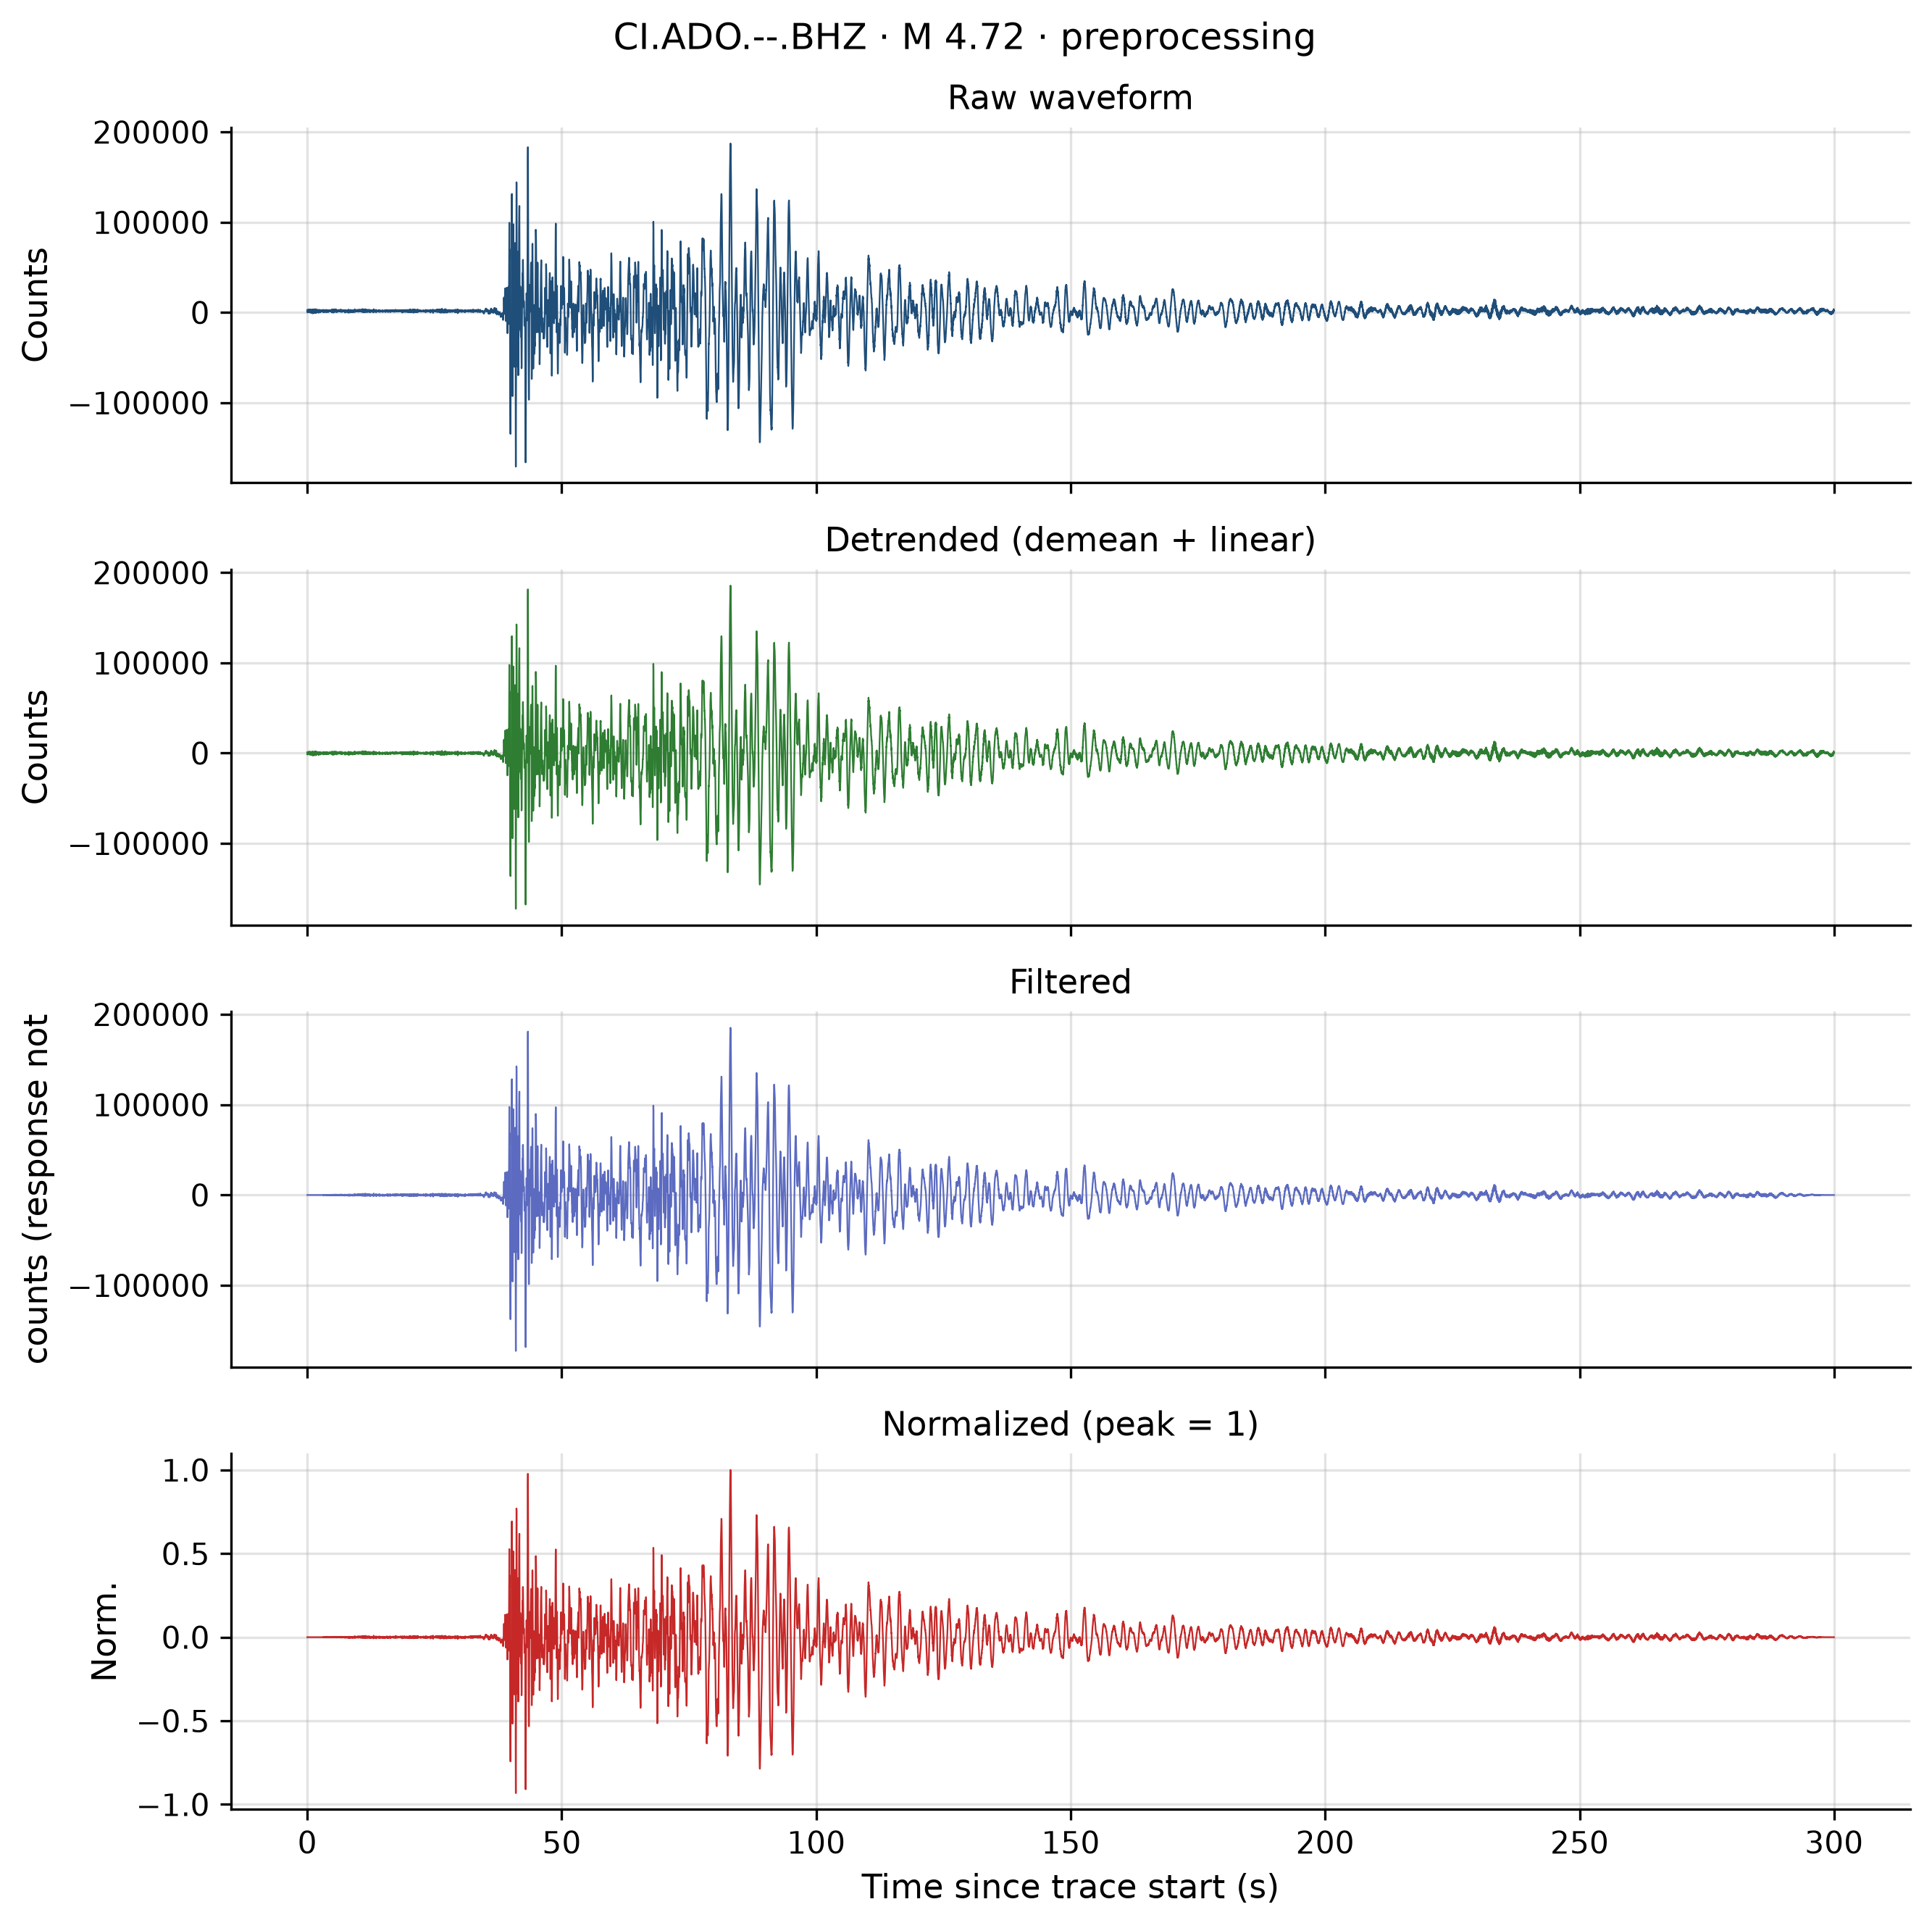 CI.ADO.--.BHZ · M 4.72 · preprocessing
Raw waveform
200000
100000
0
−100000
Counts
Detrended (demean + linear)
200000
100000
0
−100000
Counts
Filtered
200000
100000
0
−100000
counts (response not
Normalized (peak = 1)
1.0
0.5
0.0
−0.5
−1.0
Norm.
0 50 100 150 200 250 300
Time since trace start (s)